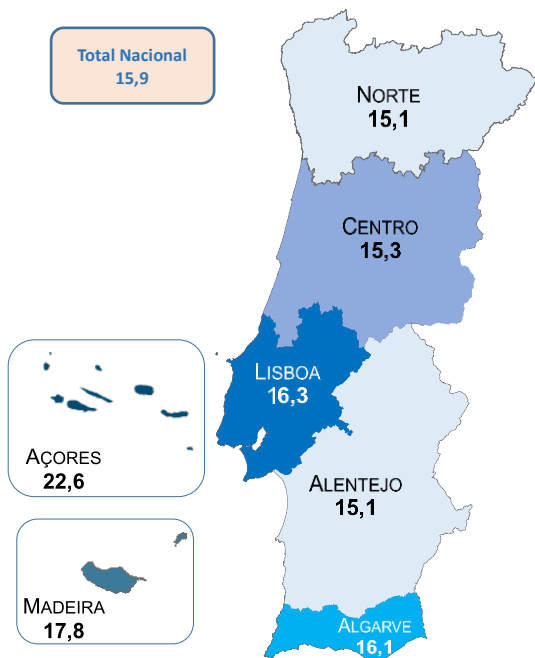 Total Nacional
15,9
NORTE
15,1
CENTRO
15,3
LISBOA
16,3
AÇORES
22,6
ALENTEJO
15,1
MADEIRA
17,8
ALGARVE
16,1